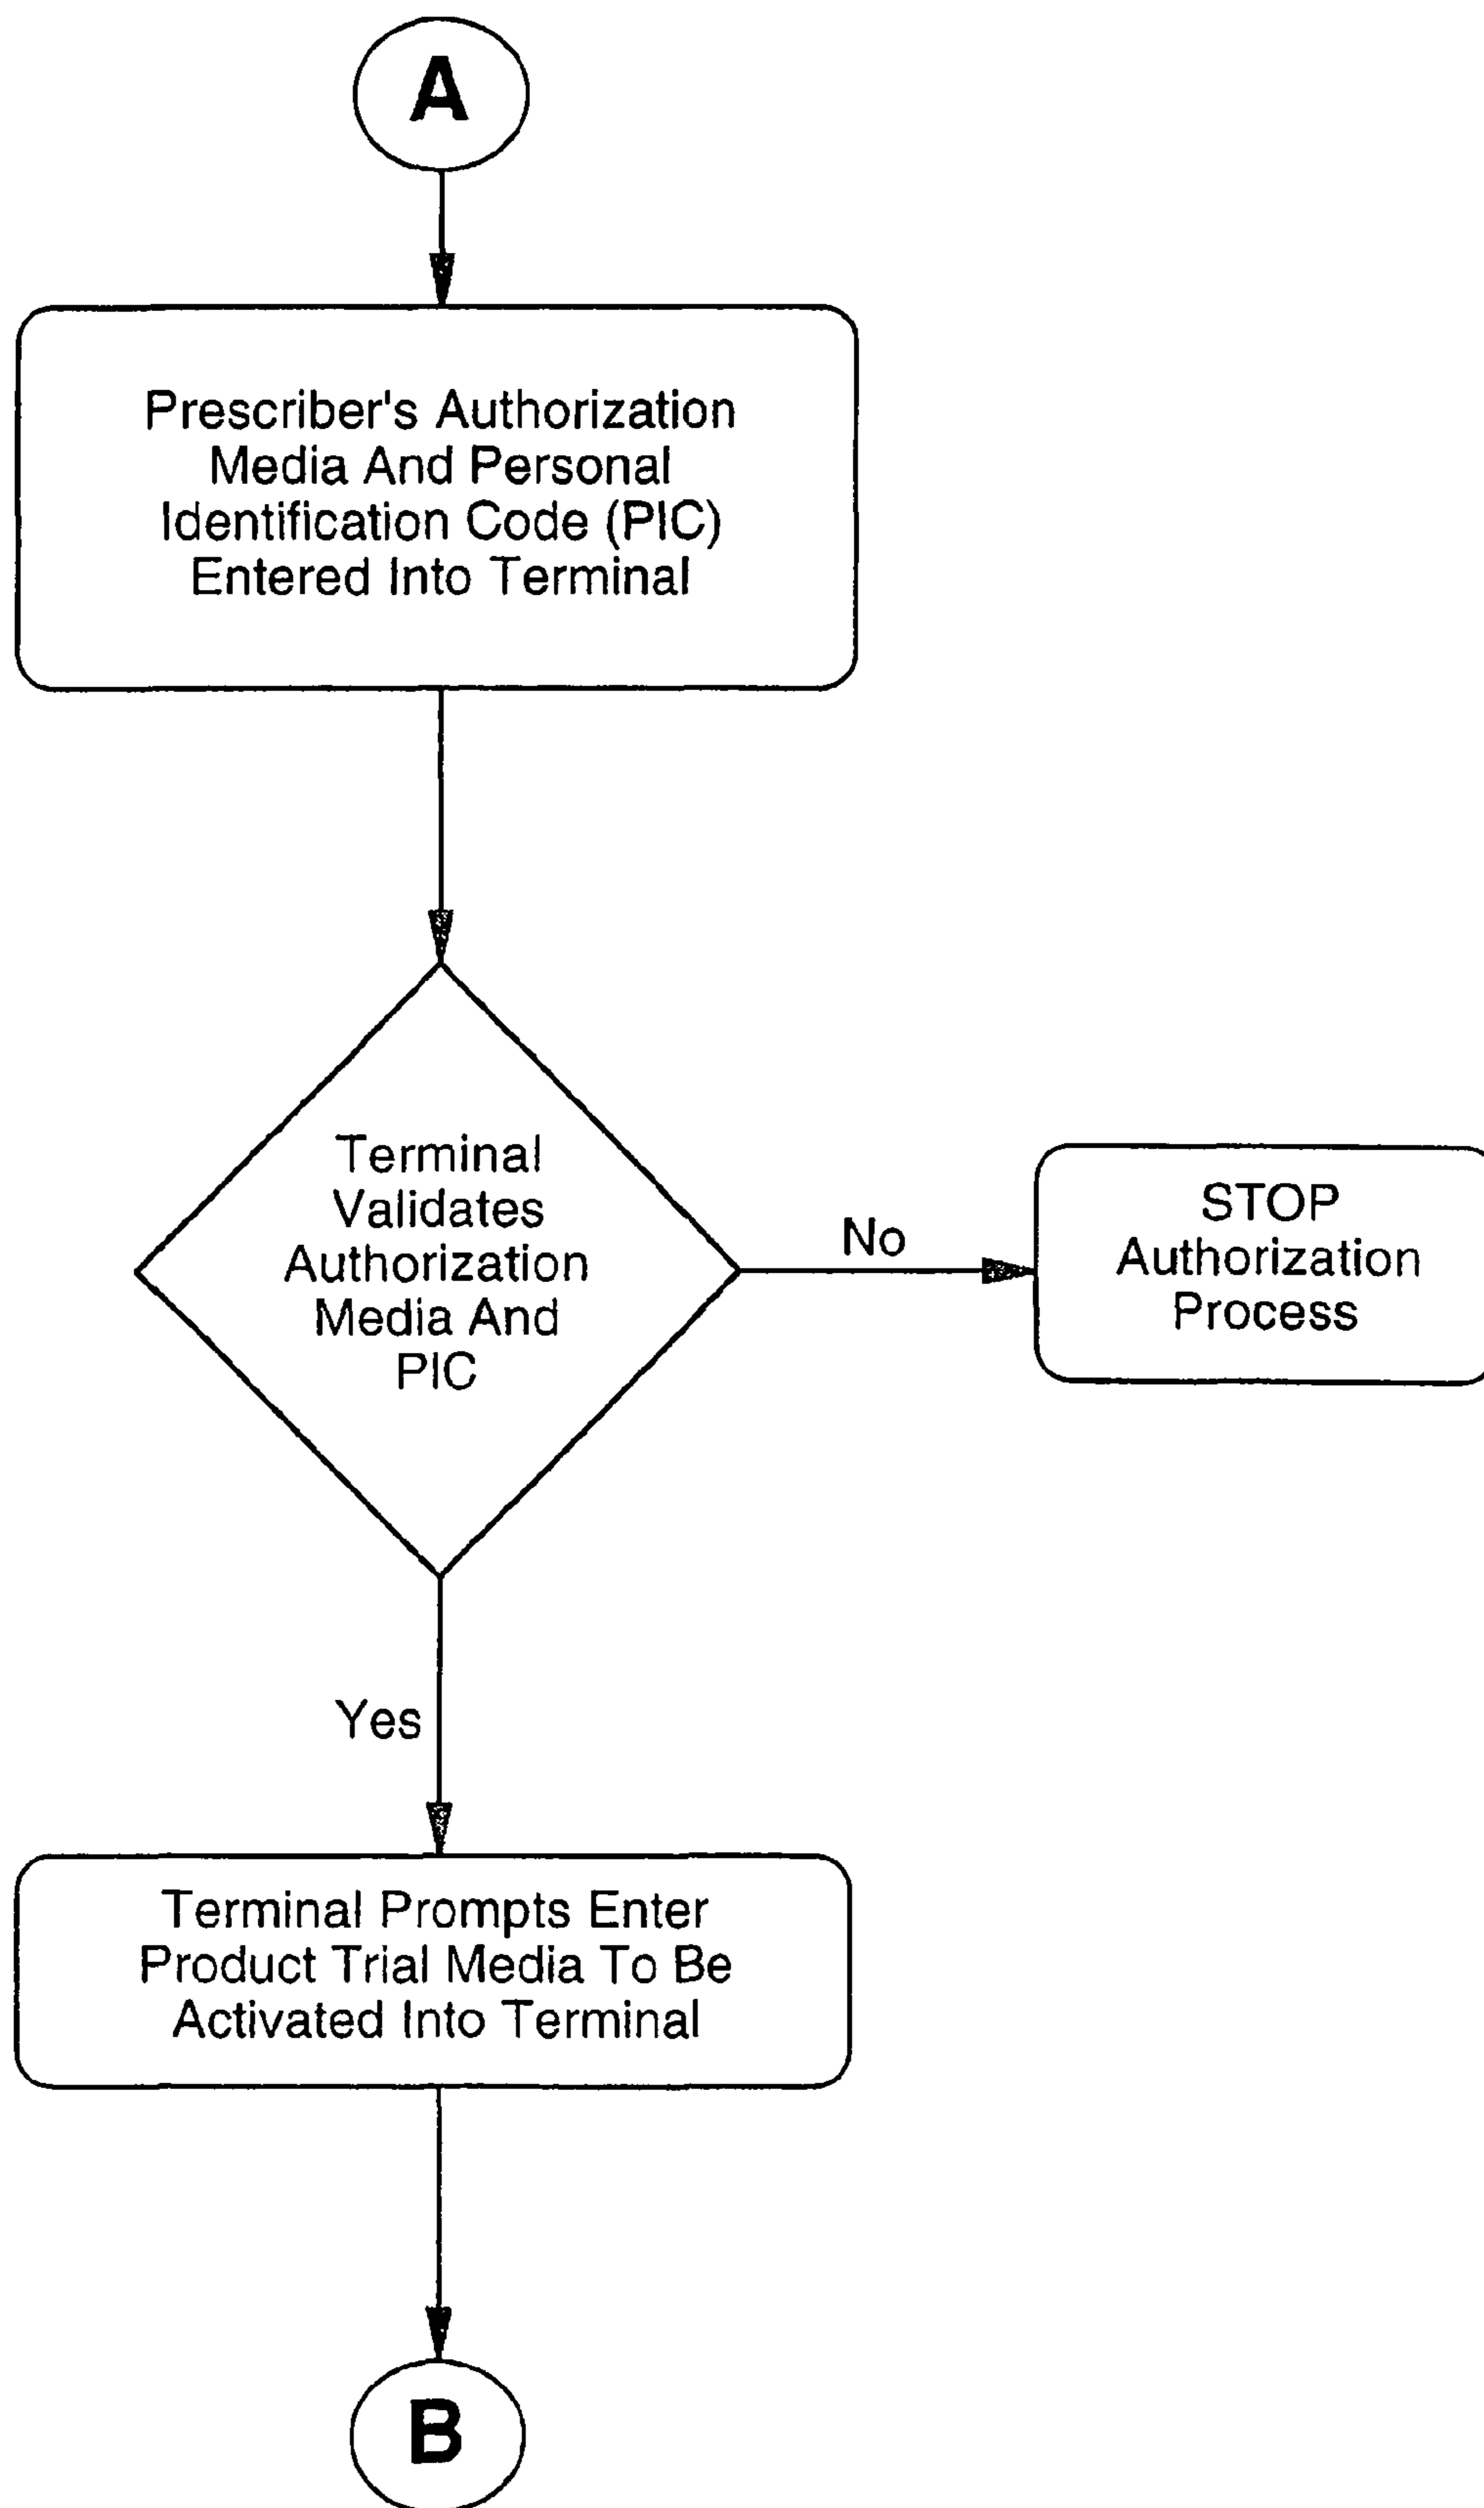 A
Prescriber's Authorization
Media And Personal
Identification Code (PIC)
Entered Into Terminal
Terminal
Validates
Authorization
Media And
PIC
No
STOP
Authorization
Process
Yes
Terminal Prompts Enter
Product Trial Media To Be
Activated Into Terminal
B